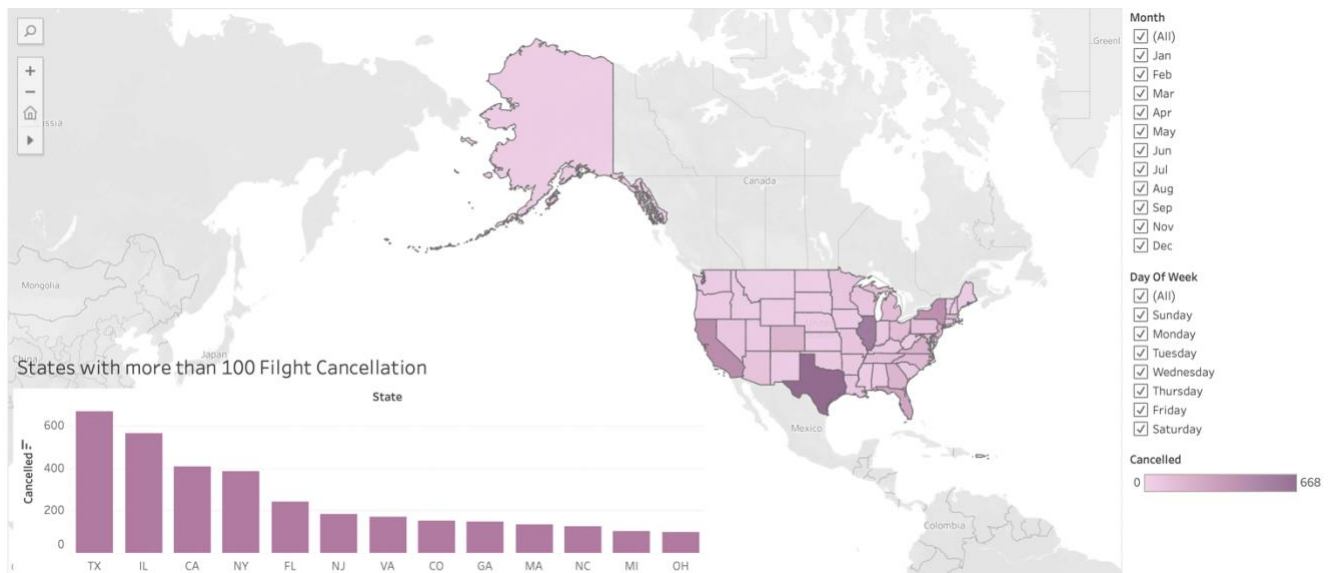 Greenl
ssia
Canada
Mongolia
China
Japan
Mexico
Colombia
States with more than 100 Filght Cancellation
State
Cancelled
600
400
200
0
TX IL CA NY FL NJ VA CO GA MA NC MI OH
Month
(All)
Jan
Feb
Mar
Apr
May
Jun
Jul
Aug
Sep
Nov
Dec
Day Of Week
(All)
Sunday
Monday
Tuesday
Wednesday
Thursday
Friday
Saturday
Cancelled
0 668